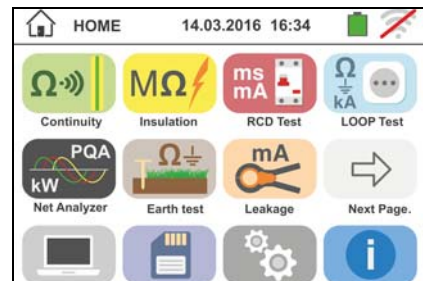 HOME 14.03.2016 16:34
Ω MΩ ms mA Ω kA
Continuity Insulation RCD Test LOOP Test
PQA kW Ω mA
Net Analyzer Earth test Leakage Next Page.
i